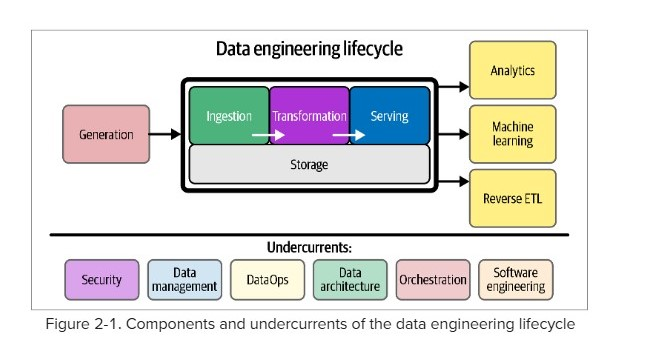 Data engineering lifecycle
Generation
Ingestion
Transformation
Serving
Storage
Analytics
Machine
learning
Reverse ETL
Undercurrents:
Security
Data
management
DataOps
Data
architecture
Orchestration
Software
engineering
Figure 2-1. Components and undercurrents of the data engineering lifecycle